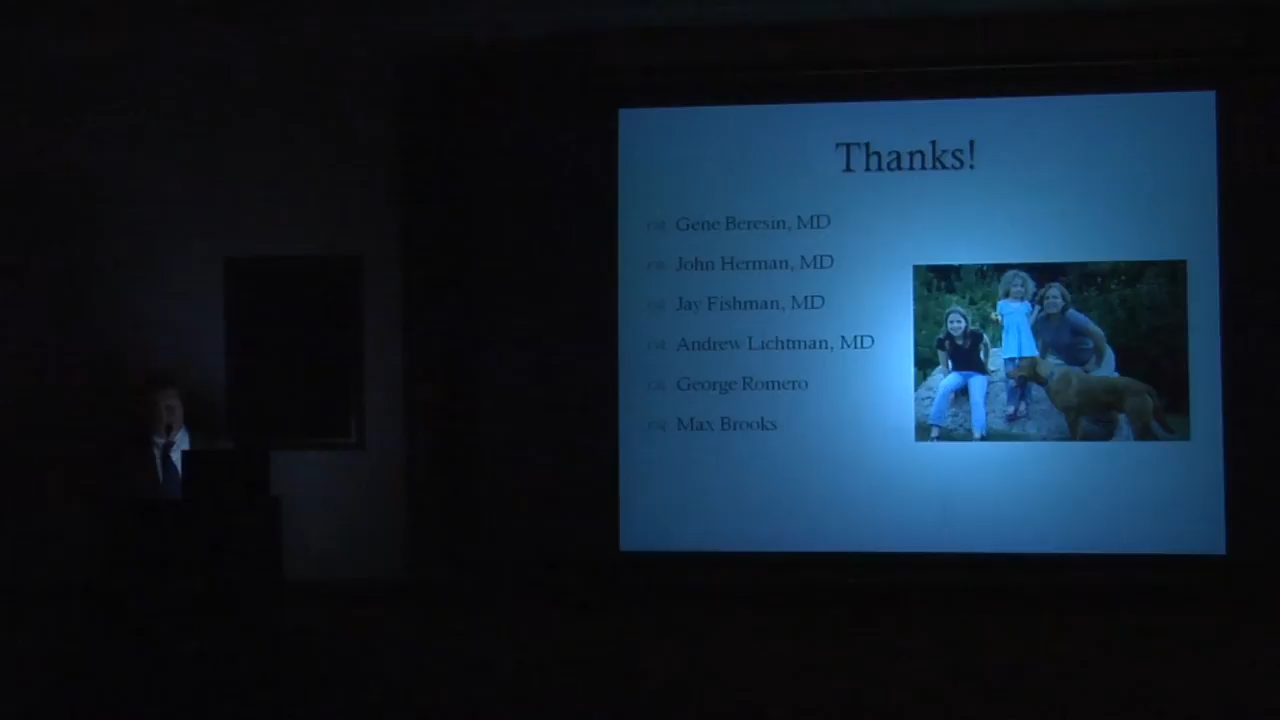 Thanks!
Gene Beresin, MD
John Herman, MD
Jay Fishman, MD
Andrew Lichtman, MD
George Romero
Max Brooks